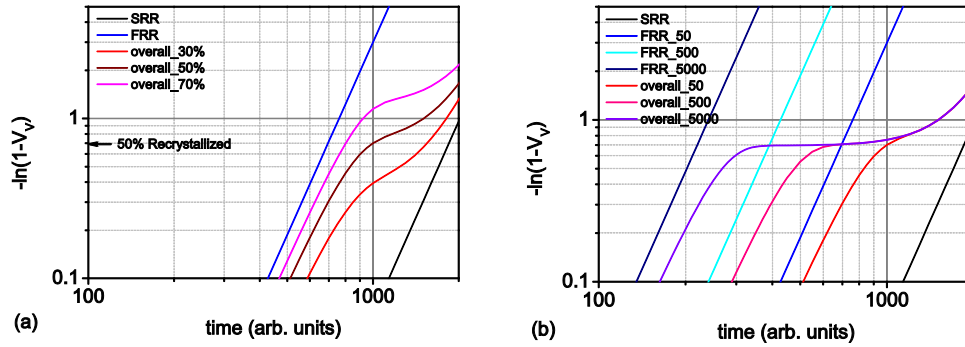 SRR
FRR
overall_30%
overall_50%
overall_70%
50% Recrystallized
-ln(1-Vv)
1
0.1
100
1000
time (arb. units)
(a)
SRR
FRR_50
FRR_500
FRR_5000
overall_50
overall_500
overall_5000
-ln(1-Vv)
1
0.1
100
1000
time (arb. units)
(b)